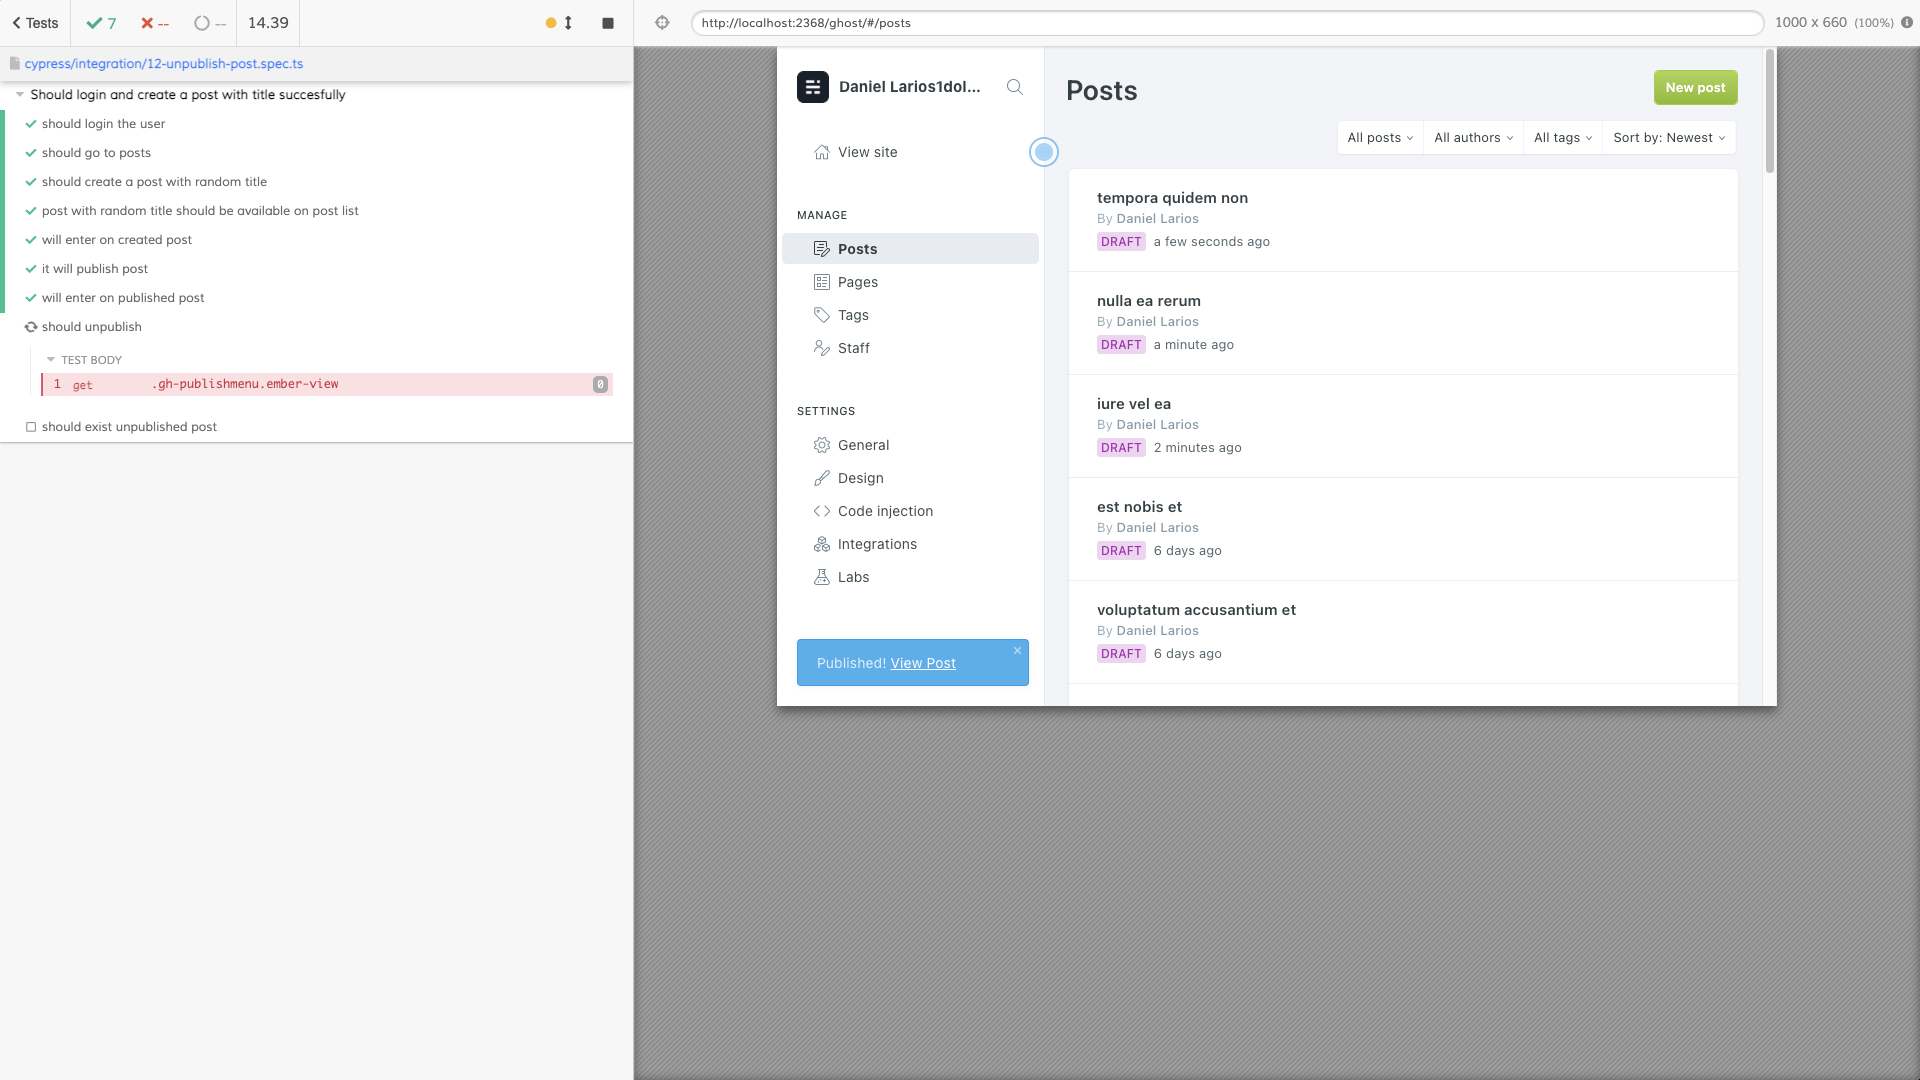 Tests
7
--
--
14.39
http://localhost:2368/ghost/#/posts
1000 x 660 (100%)
cypress/integration/12-unpublish-post.spec.ts
Should login and create a post with title succesfully
should login the user
should go to posts
should create a post with random title
post with random title should be available on post list
will enter on created post
it will publish post
will enter on published post
should unpublish
TEST BODY
1 get .gh-publishmenu.ember-view 0
should exist unpublished post
Daniel Larios1dol...
View site
MANAGE
Posts
Pages
Tags
Staff
SETTINGS
General
Design
Code injection
Integrations
Labs
Published! View Post
Posts
New post
All posts
All authors
All tags
Sort by: Newest
tempora quidem non
By Daniel Larios
DRAFT a few seconds ago
nulla ea rerum
By Daniel Larios
DRAFT a minute ago
iure vel ea
By Daniel Larios
DRAFT 2 minutes ago
est nobis et
By Daniel Larios
DRAFT 6 days ago
voluptatum accusantium et
By Daniel Larios
DRAFT 6 days ago